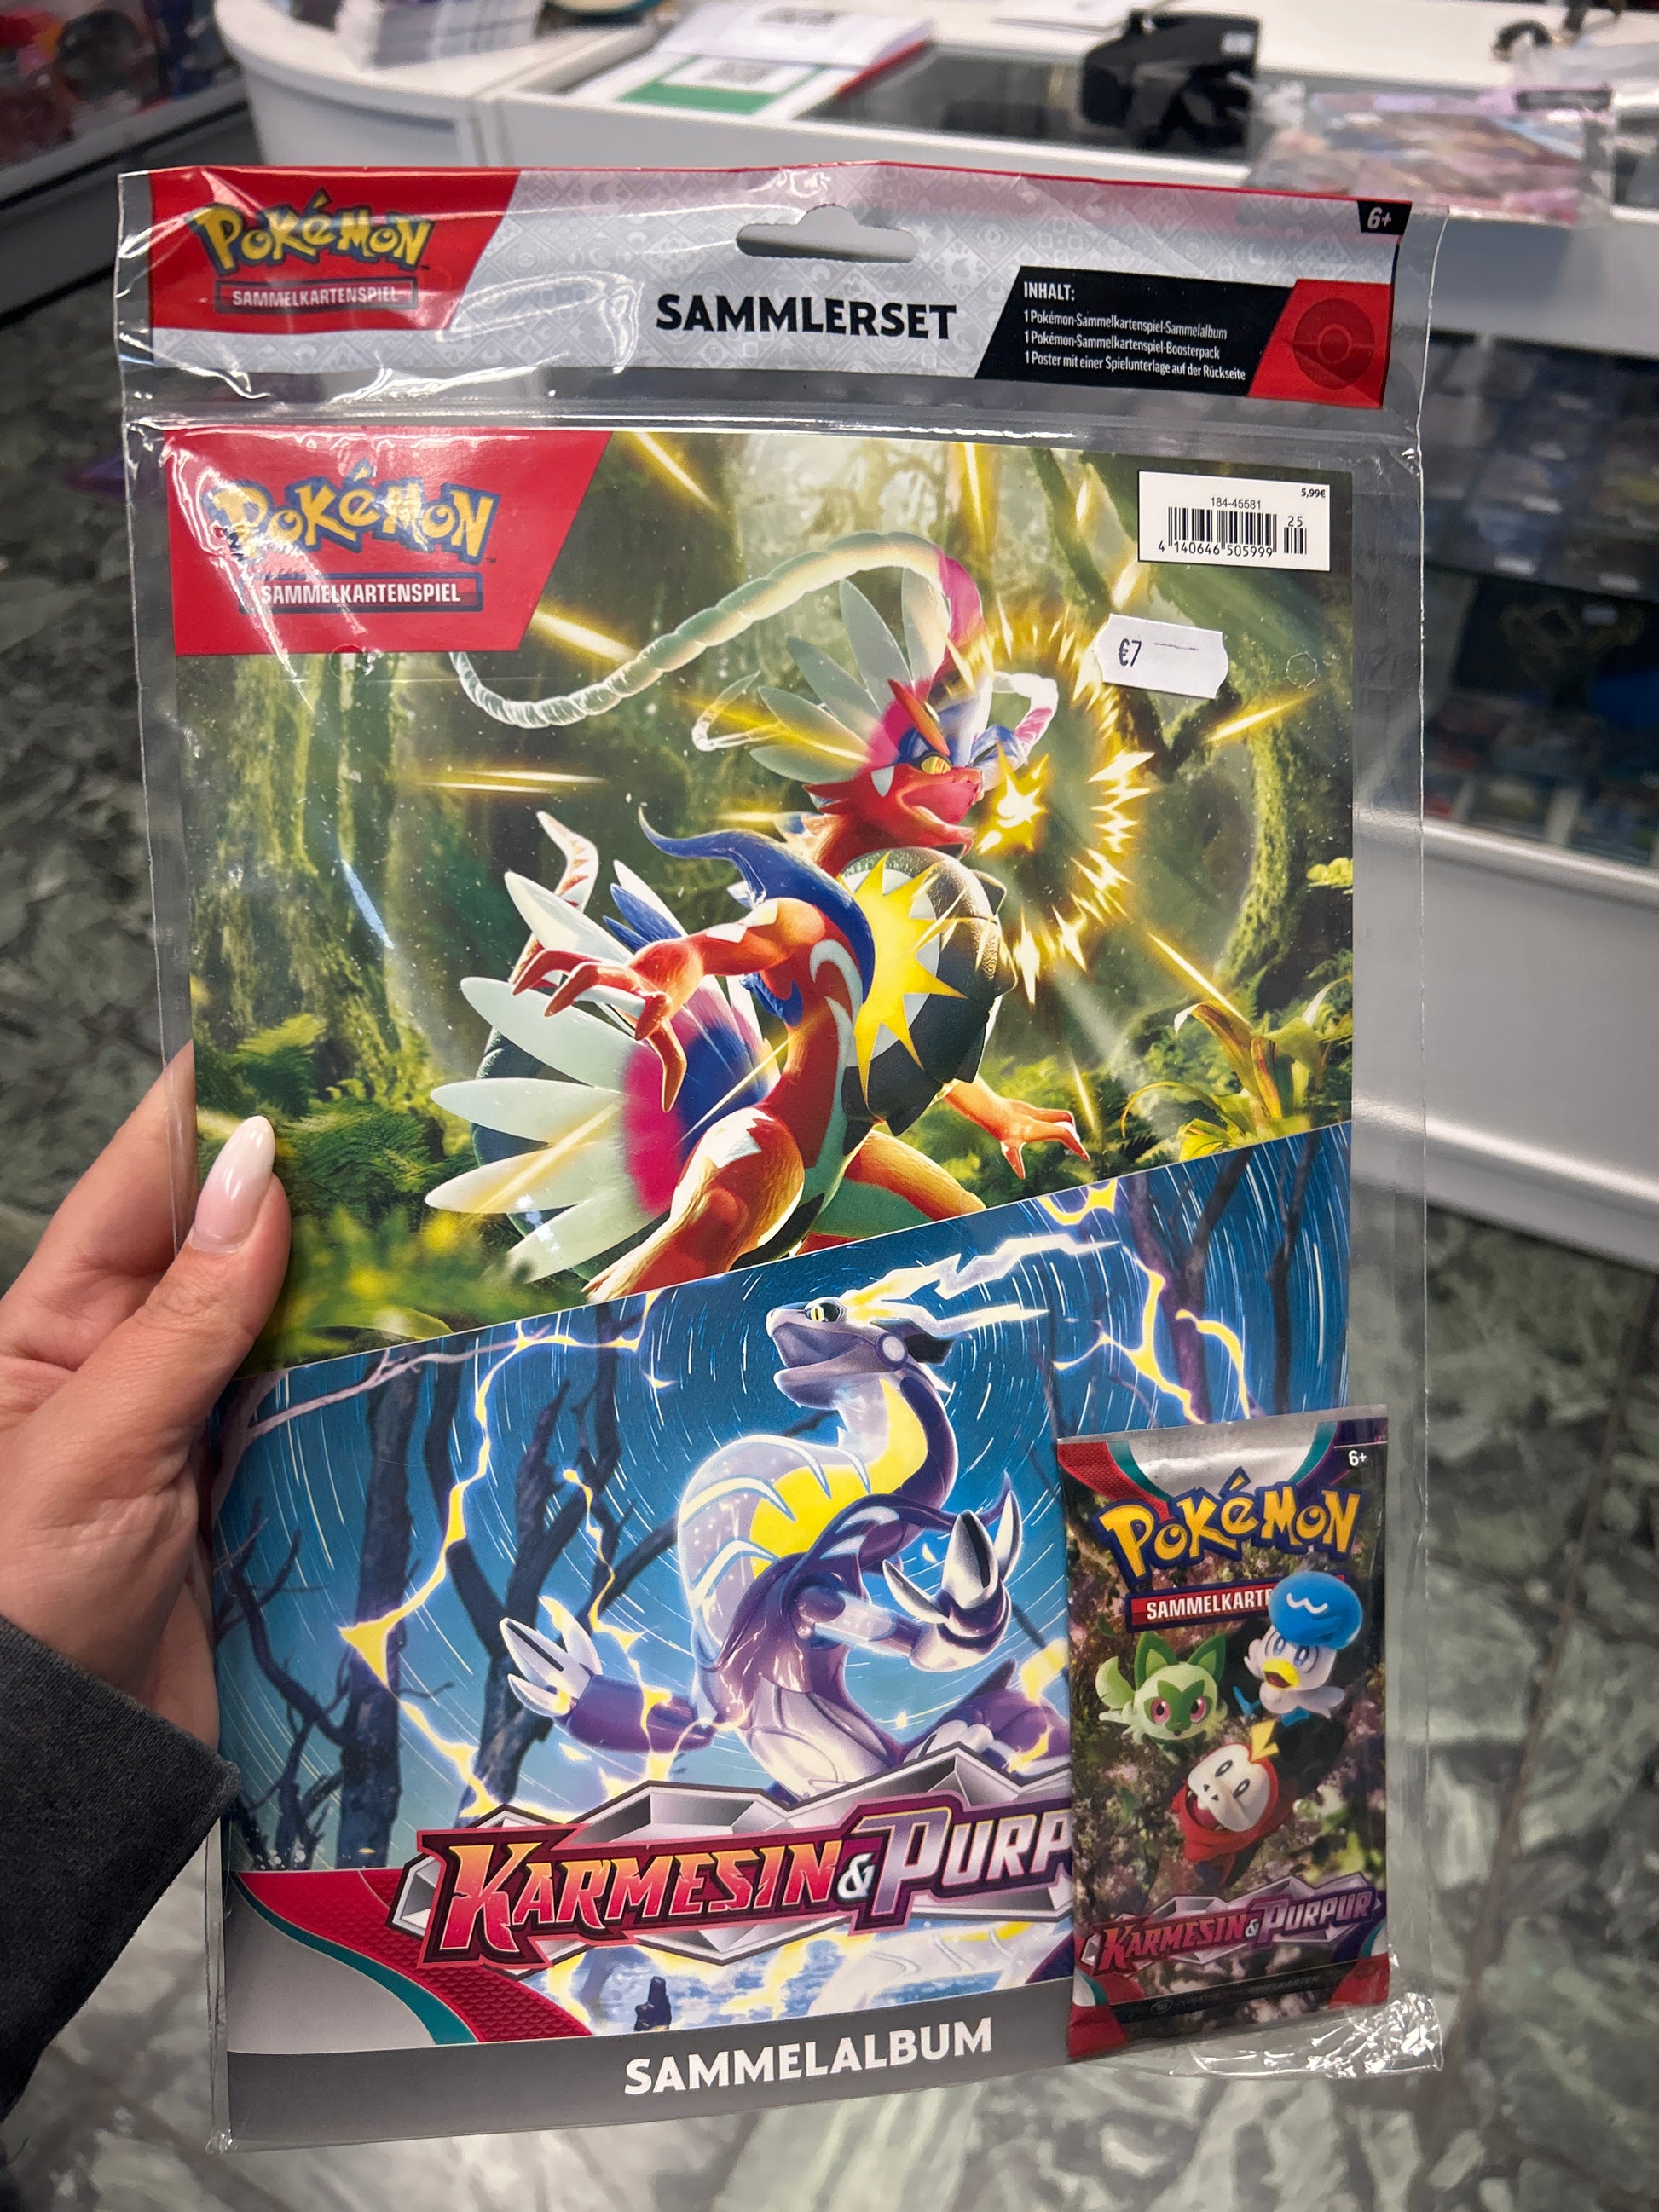 POKÉMON
SAMMELKARTENSPIEL
SAMMLERSET
6+
INHALT:
1 Pokémon-Sammelkartenspiel-Sammelalbum
1 Pokémon-Sammelkartenspiel-Boosterpack
1 Poster mit einer Spielunterlage auf der Rückseite
POKÉMON
SAMMELKARTENSPIEL
5,99€
184-45581
25
4 140646 505999
€7
6+
POKÉMON
SAMMELKARTE
KARMESIN & PURPUR
KARMESIN & PURP
SAMMELALBUM